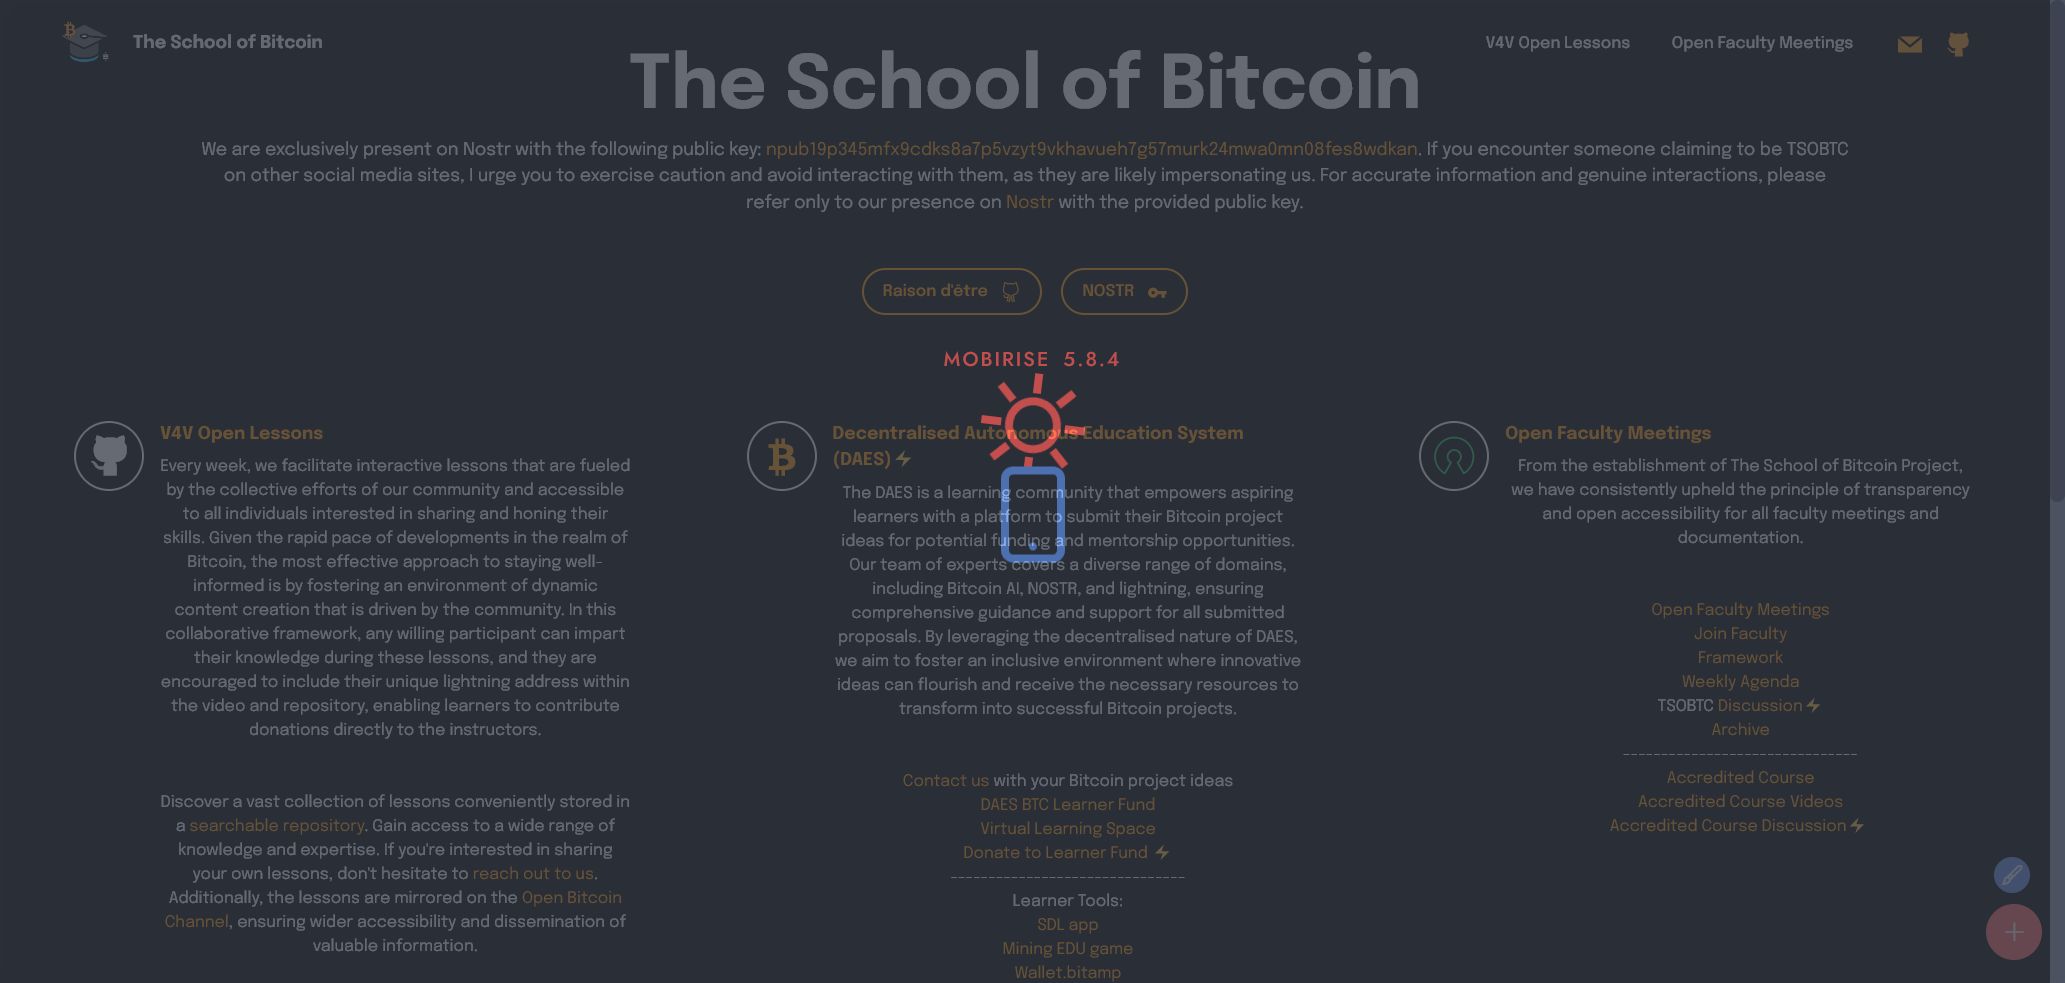 The School of Bitcoin
V4V Open Lessons
Open Faculty Meetings
The School of Bitcoin
We are exclusively present on Nostr with the following public key: npub19p345mfx9cdks8a7p5vzyt9vkhavueh7g57murk24mwa0mn08fes8wdkan. If you encounter someone claiming to be TSOBTC
on other social media sites, I urge you to exercise caution and avoid interacting with them, as they are likely impersonating us. For accurate information and genuine interactions, please
refer only to our presence on Nostr with the provided public key.
Raison d'être
NOSTR
MOBIRISE 5.8.4
V4V Open Lessons
Every week, we facilitate interactive lessons that are fueled
by the collective efforts of our community and accessible
to all individuals interested in sharing and honing their
skills. Given the rapid pace of developments in the realm of
Bitcoin, the most effective approach to staying well-
informed is by fostering an environment of dynamic
content creation that is driven by the community. In this
collaborative framework, any willing participant can impart
their knowledge during these lessons, and they are
encouraged to include their unique lightning address within
the video and repository, enabling learners to contribute
donations directly to the instructors.
Discover a vast collection of lessons conveniently stored in
a searchable repository. Gain access to a wide range of
knowledge and expertise. If you're interested in sharing
your own lessons, don't hesitate to reach out to us.
Additionally, the lessons are mirrored on the Open Bitcoin
Channel, ensuring wider accessibility and dissemination of
valuable information.
Decentralised Autonomous Education System
(DAES)
The DAES is a learning community that empowers aspiring
learners with a platform to submit their Bitcoin project
ideas for potential funding and mentorship opportunities.
Our team of experts covers a diverse range of domains,
including Bitcoin AI, NOSTR, and lightning, ensuring
comprehensive guidance and support for all submitted
proposals. By leveraging the decentralised nature of DAES,
we aim to foster an inclusive environment where innovative
ideas can flourish and receive the necessary resources to
transform into successful Bitcoin projects.
Contact us with your Bitcoin project ideas
DAES BTC Learner Fund
Virtual Learning Space
Donate to Learner Fund
------------------------------
Learner Tools:
SDL app
Mining EDU game
Wallet.bitamp
Open Faculty Meetings
From the establishment of The School of Bitcoin Project,
we have consistently upheld the principle of transparency
and open accessibility for all faculty meetings and
documentation.
Open Faculty Meetings
Join Faculty
Framework
Weekly Agenda
TSOBTC Discussion
Archive
------------------------------
Accredited Course
Accredited Course Videos
Accredited Course Discussion